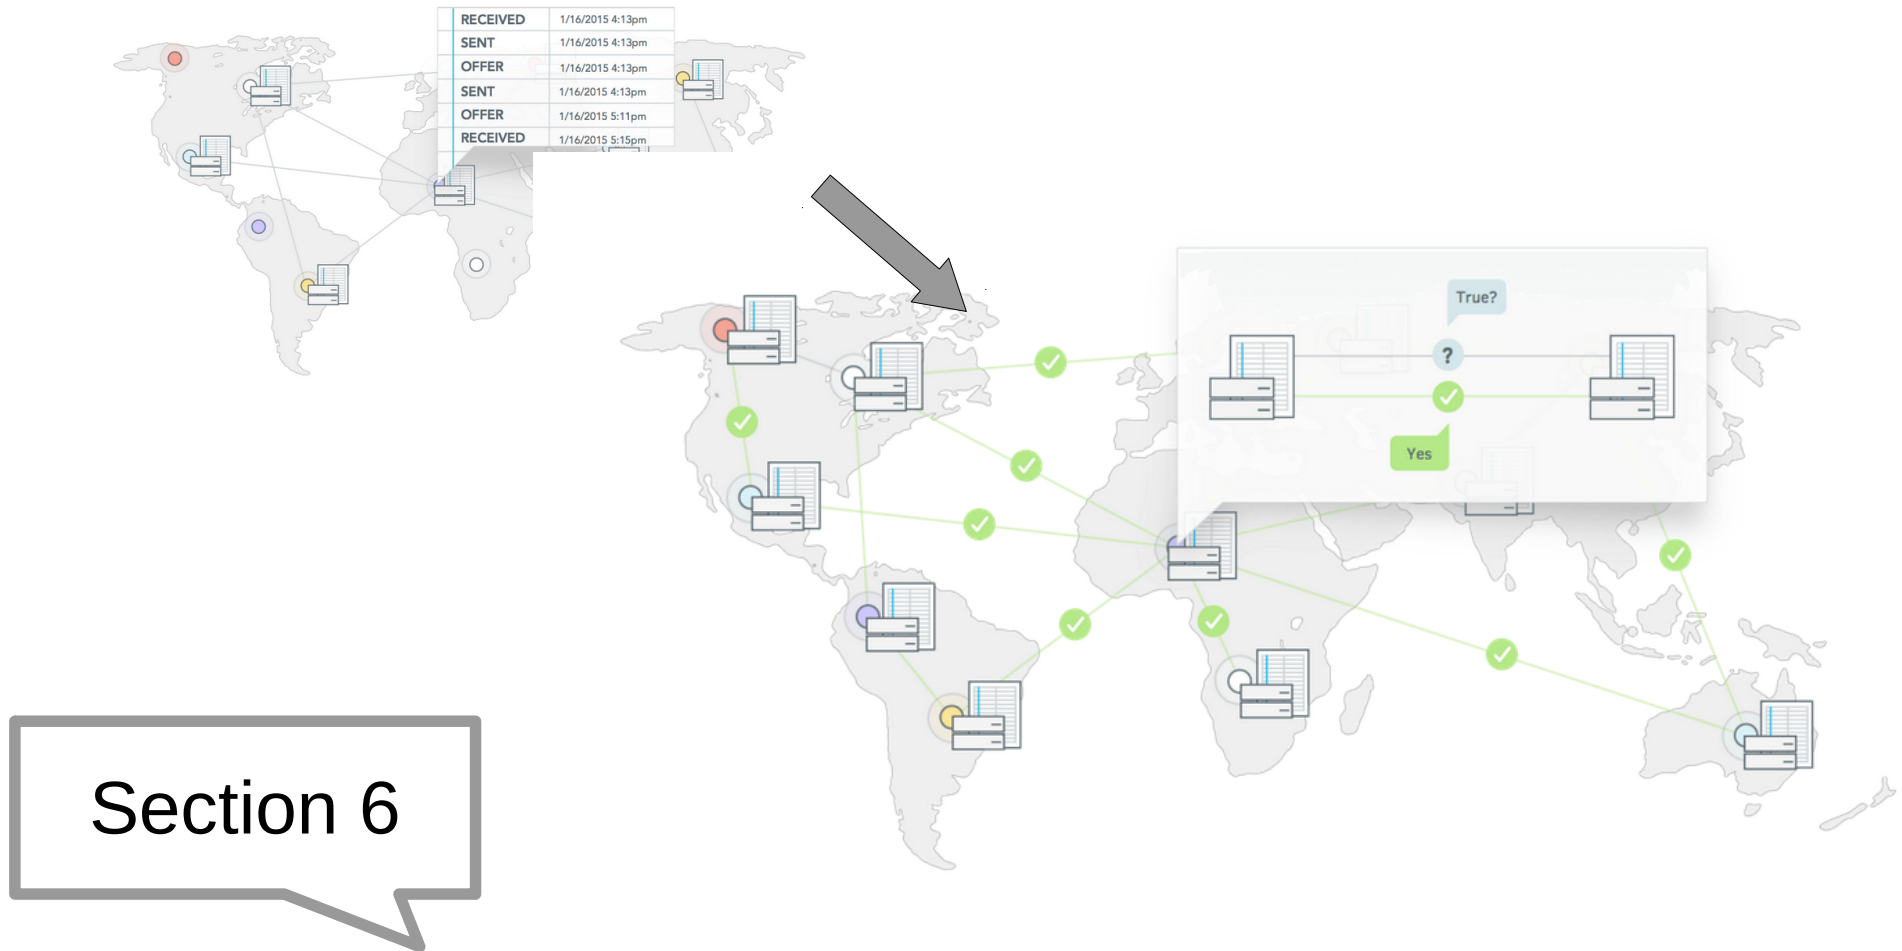 RECEIVED 1/16/2015 4:13pm
SENT 1/16/2015 4:13pm
OFFER 1/16/2015 4:13pm
SENT 1/16/2015 4:13pm
OFFER 1/16/2015 5:11pm
RECEIVED 1/16/2015 5:15pm
True?
?
Yes
Section 6